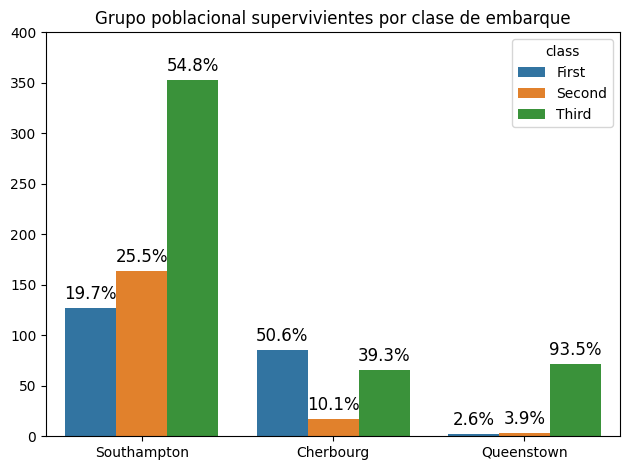 Grupo poblacional supervivientes por clase de embarque
400
350
300
250
200
150
100
50
0
class
First
Second
Third
19.7%
25.5%
54.8%
50.6%
10.1%
39.3%
2.6%
3.9%
93.5%
Southampton
Cherbourg
Queenstown